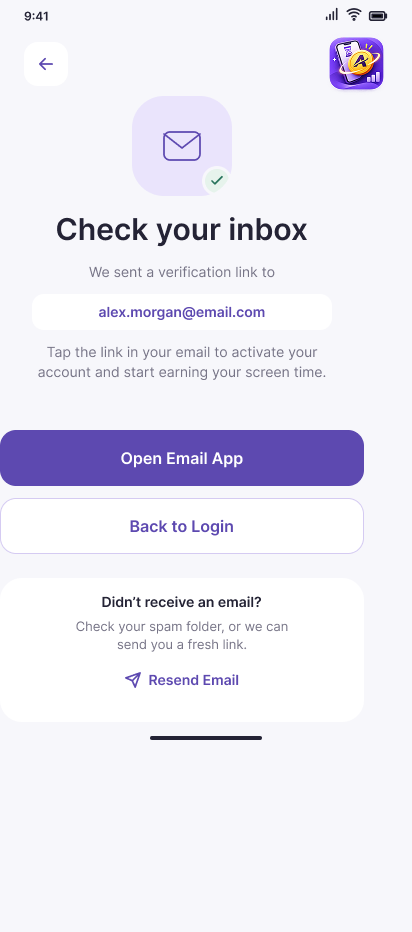 9:41
Check your inbox
We sent a verification link to
alex.morgan@email.com
Tap the link in your email to activate your
account and start earning your screen time.
Open Email App
Back to Login
Didn’t receive an email?
Check your spam folder, or we can
send you a fresh link.
Resend Email